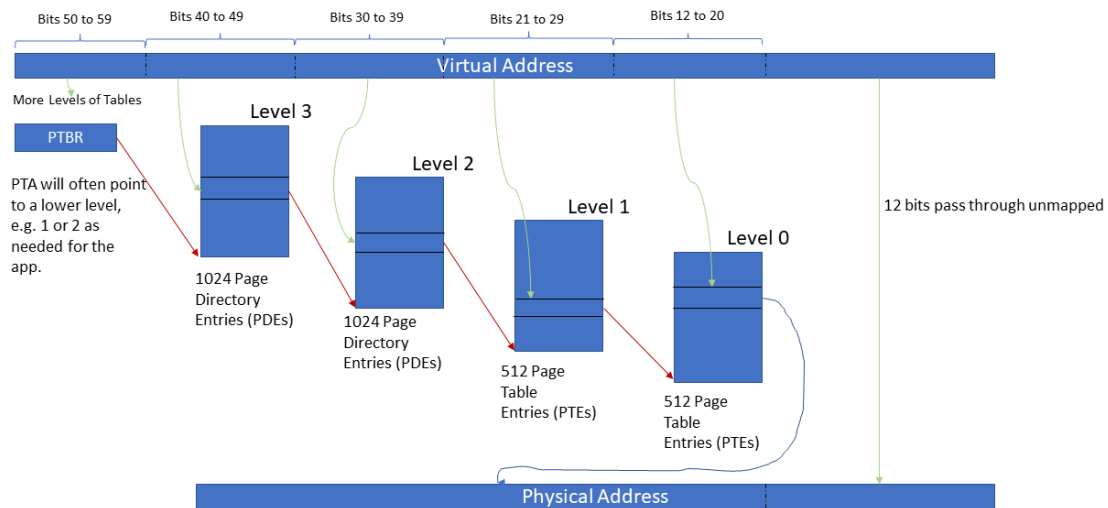 Bits 50 to 59
Bits 40 to 49
Bits 30 to 39
Bits 21 to 29
Bits 12 to 20
Virtual Address
More Levels of Tables
PTBR
PTA will often point
to a lower level,
e.g. 1 or 2 as
needed for the
app.
Level 3
1024 Page
Directory
Entries (PDEs)
Level 2
1024 Page
Directory
Entries (PDEs)
Level 1
512 Page
Table
Entries (PTEs)
Level 0
512 Page
Table
Entries (PTEs)
12 bits pass through unmapped
Physical Address